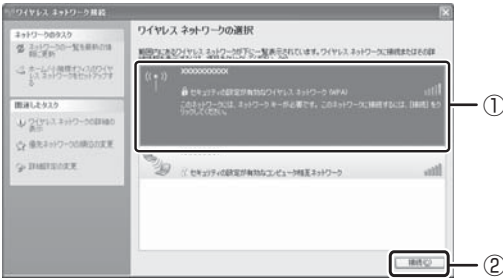 ワイヤレス ネットワーク接続
ネットワークのタスク
ネットワークの一覧を最新の情
報に更新
ホーム/小規模オフィスのワイヤ
レス ネットワークをセットアップす
る
関連したタスク
ワイヤレス ネットワークの詳細の
表示
優先ネットワークの順位の変更
詳細設定の変更
ワイヤレス ネットワークの選択
範囲内にあるワイヤレス ネットワークが下に一覧表示されています。ワイヤレス ネットワークに接続またはその詳
XXXXXXXXXX
セキュリティの設定が有効なワイヤレス ネットワーク (WPA)
このネットワークには、ネットワーク キーが必要です。このネットワークに接続するには、[接続] をク
リックしてください。
セキュリティの設定が有効なコンピュータ相互ネットワーク
接続(C)
①
②